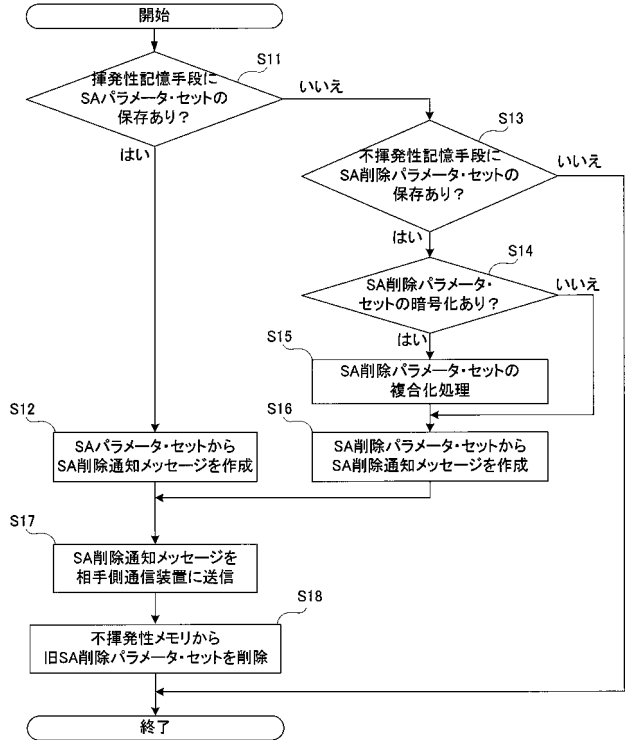 開始
S11
揮発性記憶手段に
SAパラメータ・セットの
保存あり？
いいえ
はい
S13
不揮発性記憶手段に
SA削除パラメータ・セットの
保存あり？
いいえ
はい
S14
SA削除パラメータ・
セットの暗号化あり？
いいえ
はい
S15
SA削除パラメータ・セットの
複合化処理
S12
SAパラメータ・セットから
SA削除通知メッセージを作成
S16
SA削除パラメータ・セットから
SA削除通知メッセージを作成
S17
SA削除通知メッセージを
相手側通信装置に送信
S18
不揮発性メモリから
旧SA削除パラメータ・セットを削除
終了